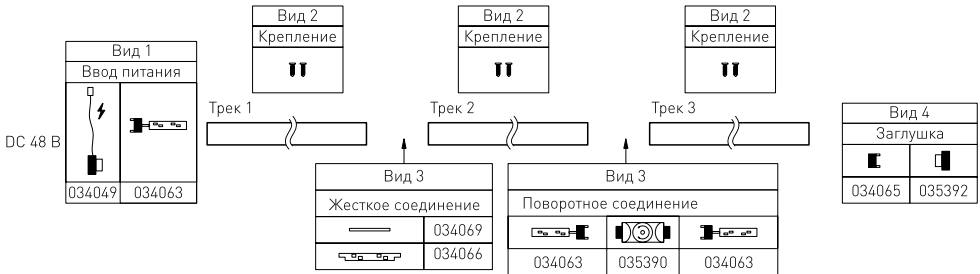 Вид 2
Крепление
Вид 2
Крепление
Вид 2
Крепление
Вид 1
Ввод питания
DC 48 В
034049 034063
Трек 1
Трек 2
Трек 3
Вид 4
Заглушка
034065 035392
Вид 3
Жесткое соединение
034069
034066
Вид 3
Поворотное соединение
034063 035390 034063